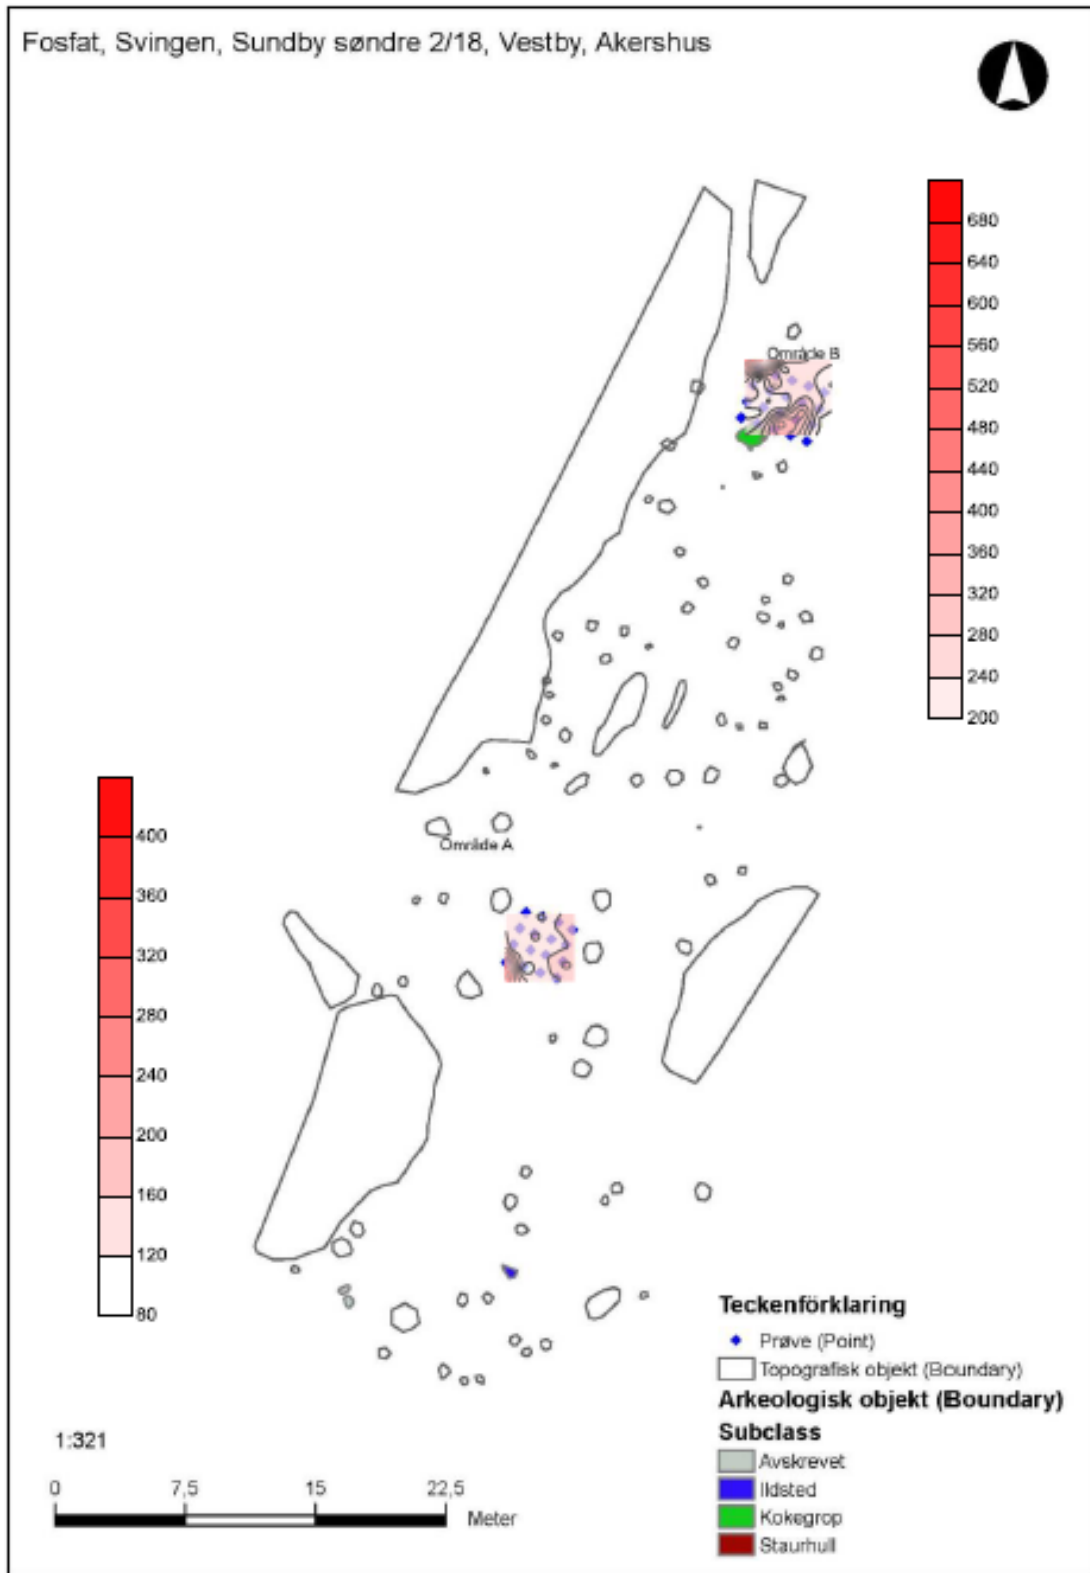 Fosfat, Svingen, Sundby søndre 2/18, Vestby, Akershus
680
640
600
560
520
480
440
400
360
320
280
240
200
Område B
Område A
400
360
320
280
240
200
160
120
80
Teckenförklaring
Prøve (Point)
Topografisk objekt (Boundary)
Arkeologisk objekt (Boundary)
Subclass
Avskrevet
Ildsted
Kokegrop
Staurhull
1:321
0 7,5 15 22,5
Meter